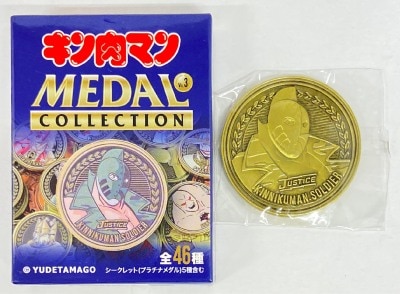 キン肉マン
MEDAL
Vol.3
COLLECTION
JUSTICE
KINNIKUMAN.SOLDIER
全46種
© YUDETAMAGO
シークレット(プラチナメダル)5種含む
JUSTICE
KINNIKUMAN.SOLDIER